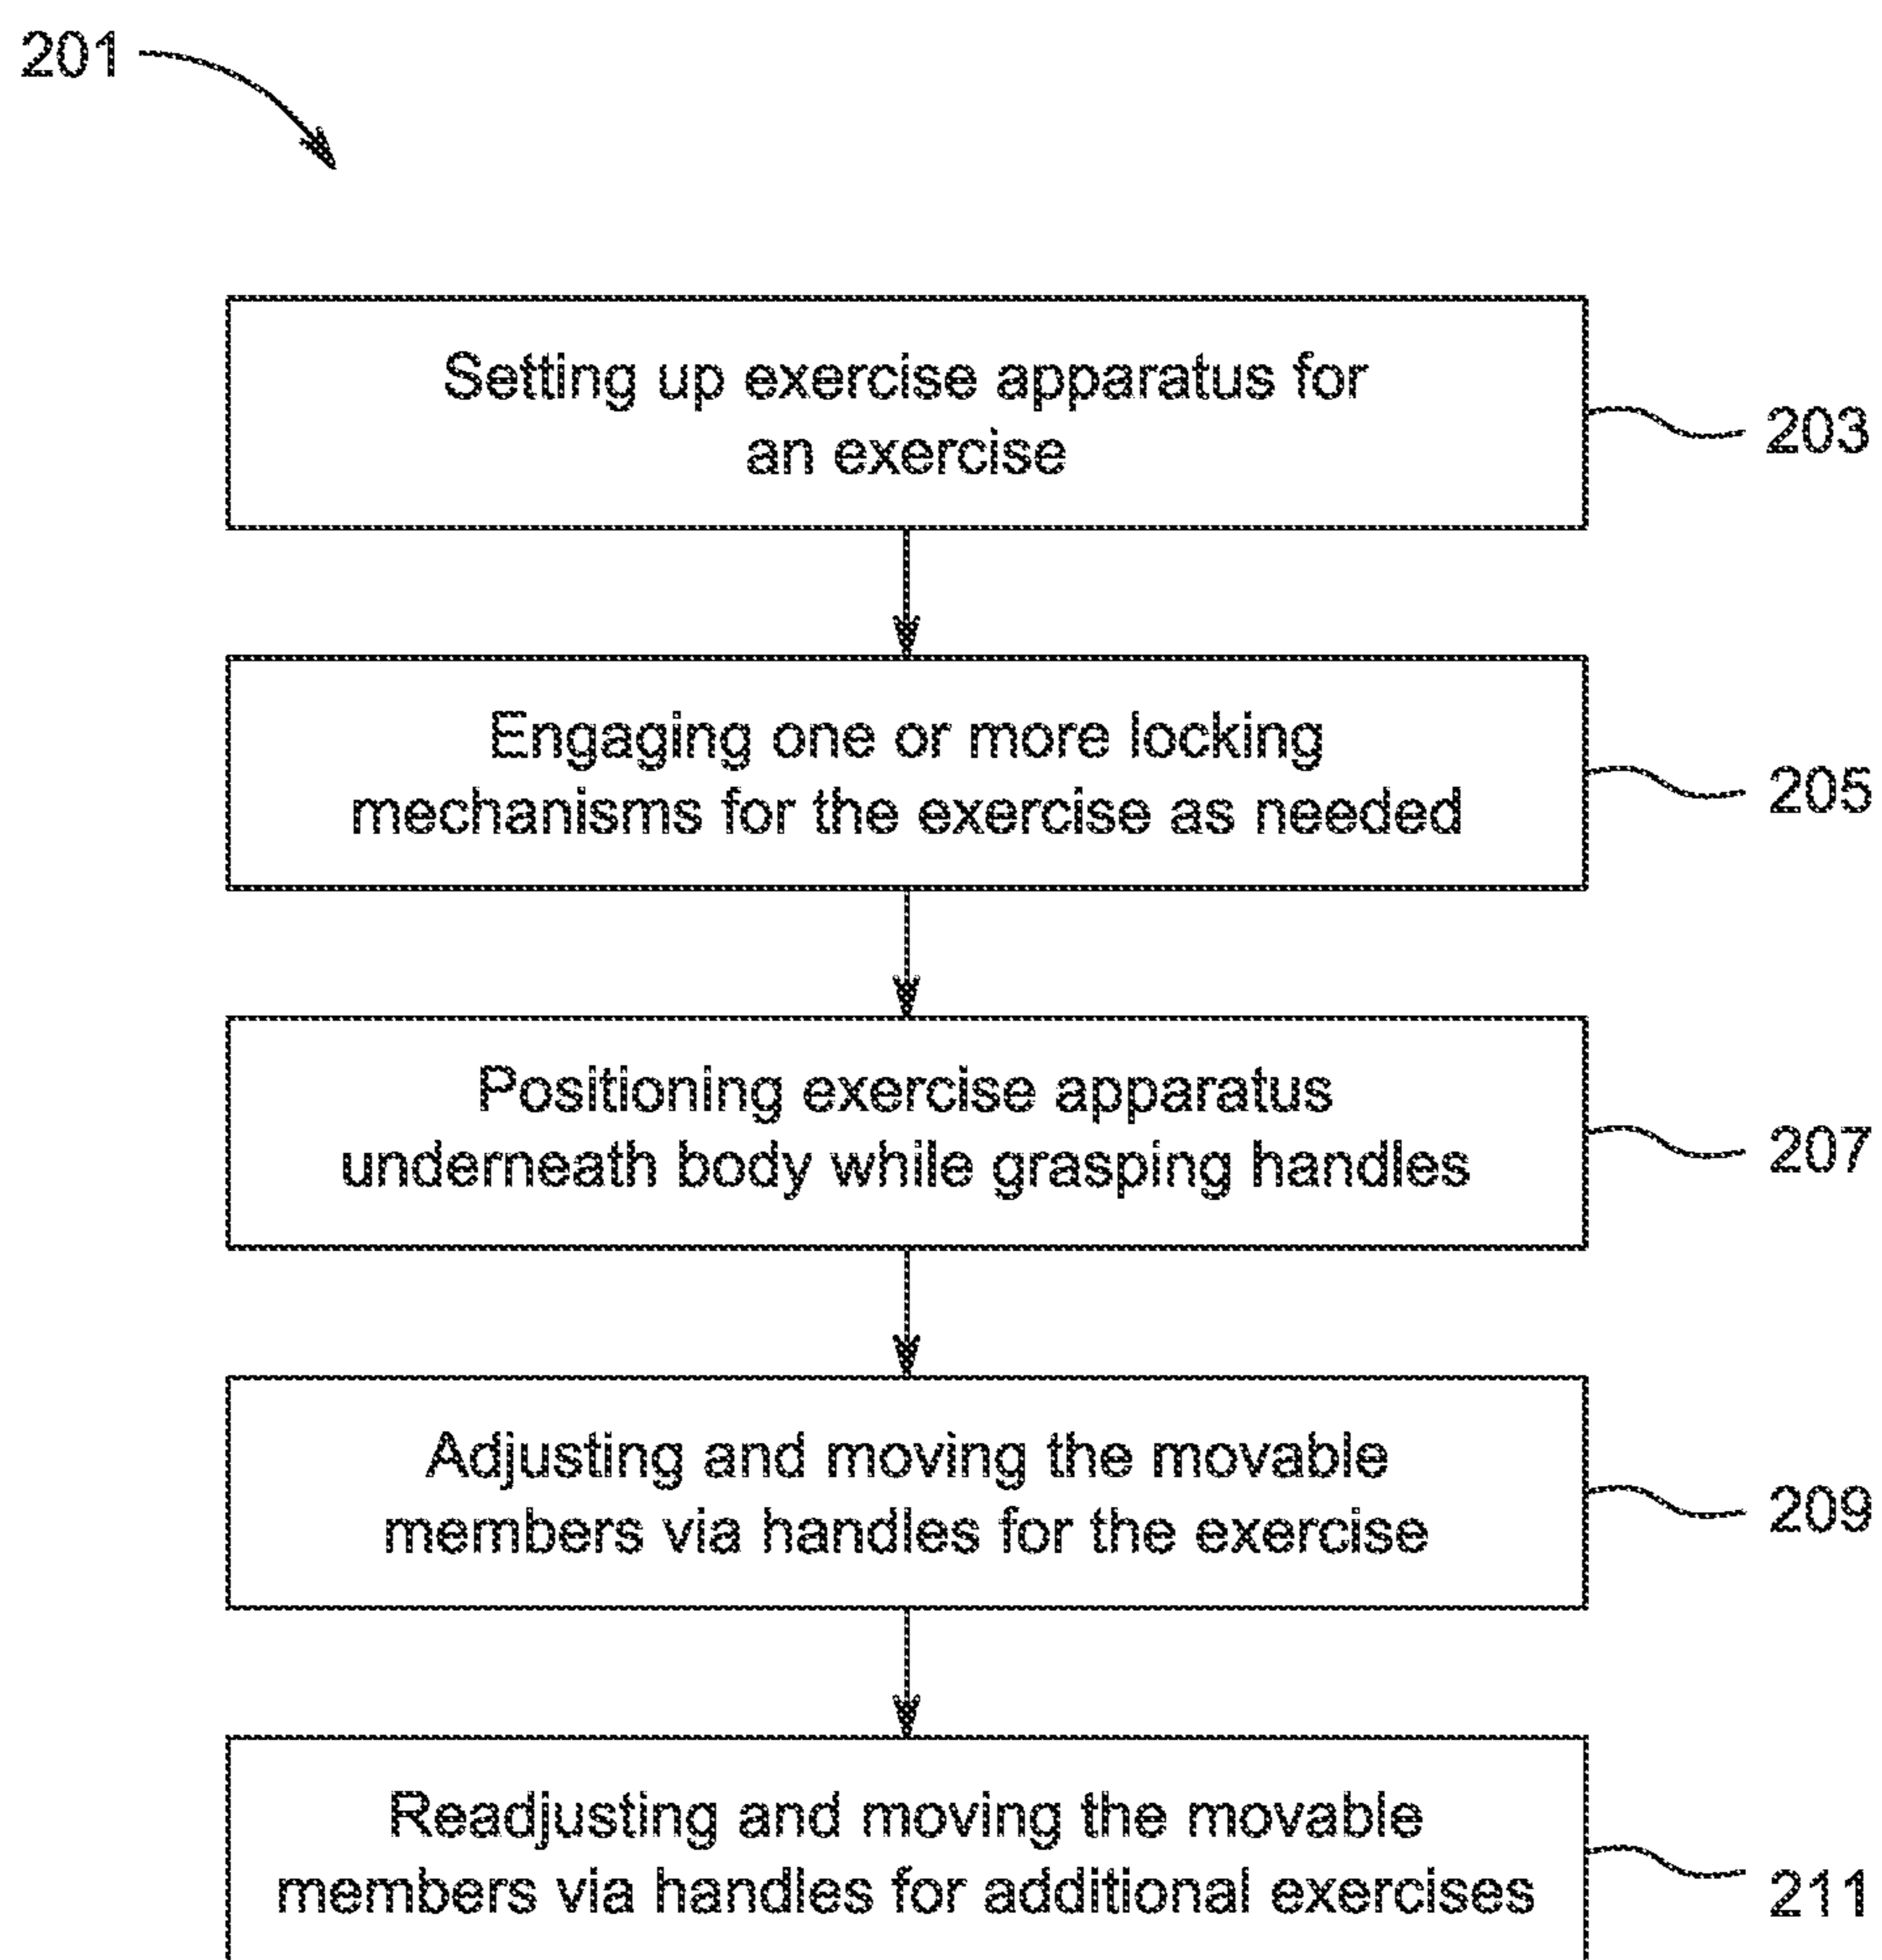 201
Setting up exercise apparatus for
an exercise
203
Engaging one or more locking
mechanisms for the exercise as needed
205
Positioning exercise apparatus
underneath body while grasping handles
207
Adjusting and moving the movable
members via handles for the exercise
209
Readjusting and moving the movable
members via handles for additional exercises
211